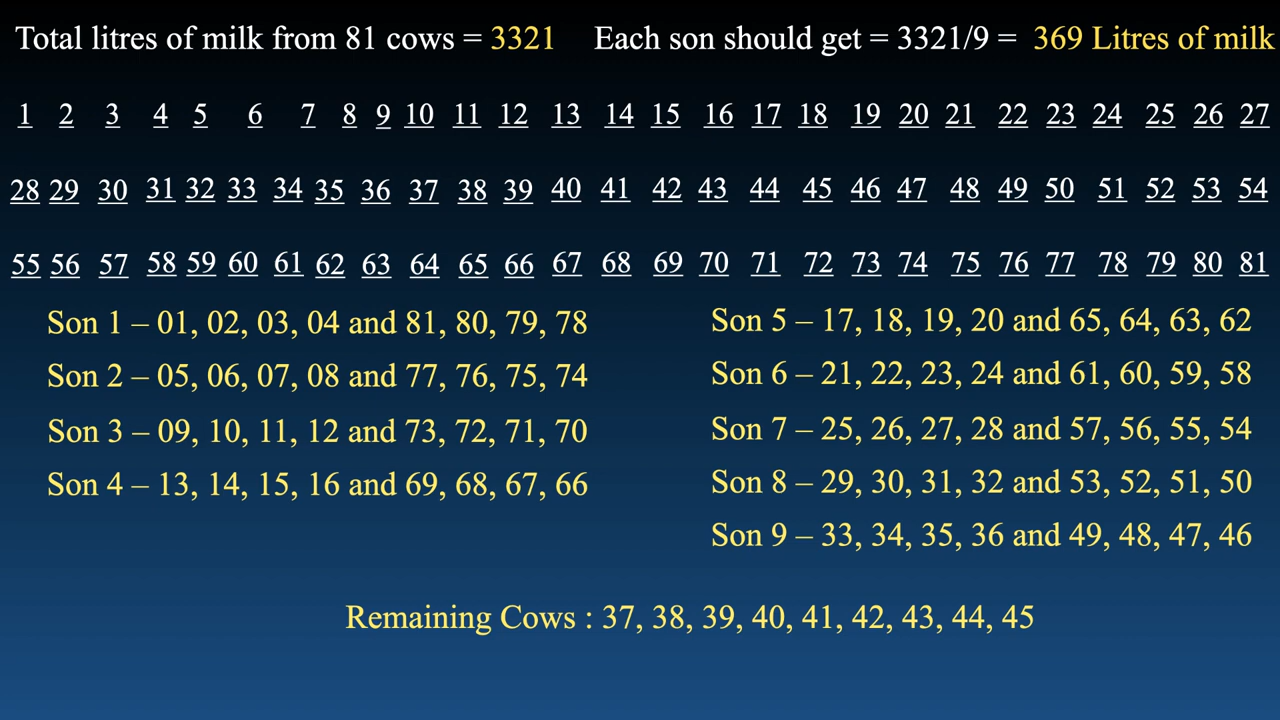 Total litres of milk from 81 cows = 3321 Each son should get = 3321/9 = 369 Litres of milk
1 2 3 4 5 6 7 8 9 10 11 12 13 14 15 16 17 18 19 20 21 22 23 24 25 26 27
28 29 30 31 32 33 34 35 36 37 38 39 40 41 42 43 44 45 46 47 48 49 50 51 52 53 54
55 56 57 58 59 60 61 62 63 64 65 66 67 68 69 70 71 72 73 74 75 76 77 78 79 80 81
Son 1 – 01, 02, 03, 04 and 81, 80, 79, 78
Son 2 – 05, 06, 07, 08 and 77, 76, 75, 74
Son 3 – 09, 10, 11, 12 and 73, 72, 71, 70
Son 4 – 13, 14, 15, 16 and 69, 68, 67, 66
Son 5 – 17, 18, 19, 20 and 65, 64, 63, 62
Son 6 – 21, 22, 23, 24 and 61, 60, 59, 58
Son 7 – 25, 26, 27, 28 and 57, 56, 55, 54
Son 8 – 29, 30, 31, 32 and 53, 52, 51, 50
Son 9 – 33, 34, 35, 36 and 49, 48, 47, 46
Remaining Cows : 37, 38, 39, 40, 41, 42, 43, 44, 45